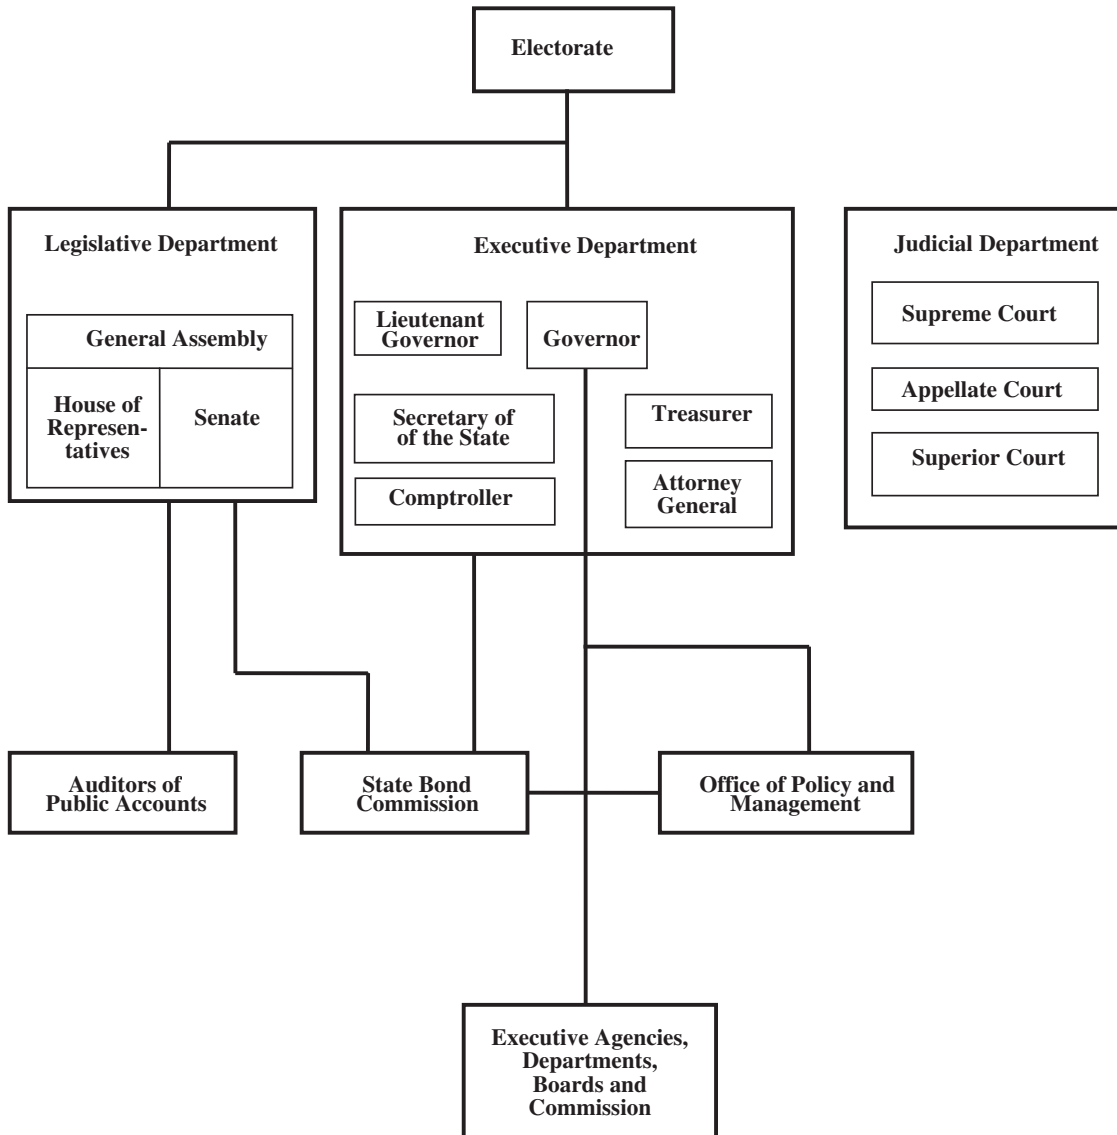 Electorate
Legislative Department
General Assembly
House of
Represen-
tatives
Senate
Executive Department
Lieutenant
Governor
Governor
Secretary of
of the State
Treasurer
Comptroller
Attorney
General
Judicial Department
Supreme Court
Appellate Court
Superior Court
Auditors of
Public Accounts
State Bond
Commission
Office of Policy and
Management
Executive Agencies,
Departments,
Boards and
Commission